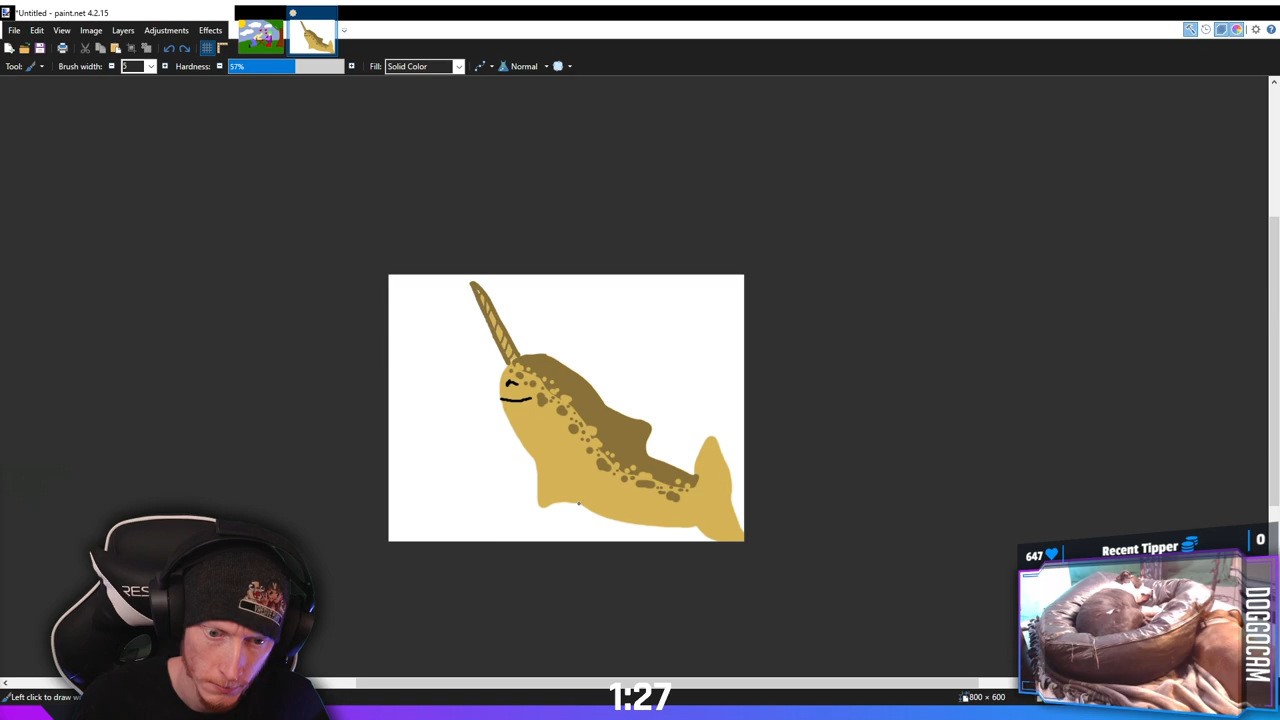 *Untitled - paint.net 4.2.15
File Edit View Image Layers Adjustments Effects
Tool: Brush width: 5 Hardness: 57% Fill: Solid Color Normal
RES
647 Recent Tipper 0
DOGGOCAM
Left click to draw w
1:27
800 × 600